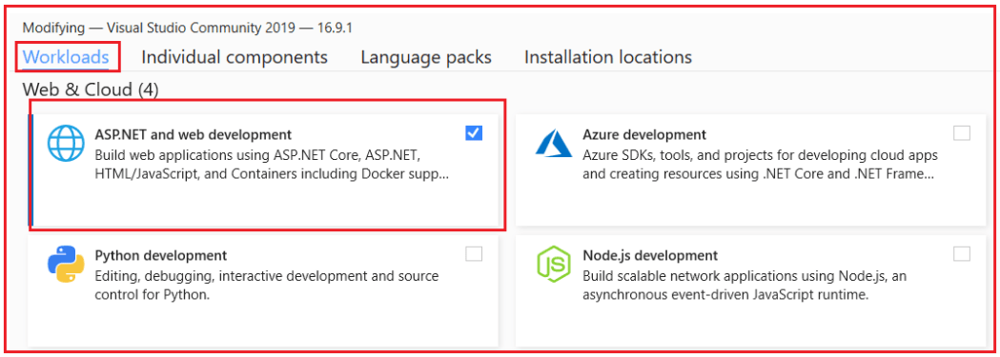 Modifying — Visual Studio Community 2019 — 16.9.1
Workloads Individual components Language packs Installation locations
Web & Cloud (4)
ASP.NET and web development
Build web applications using ASP.NET Core, ASP.NET,
HTML/JavaScript, and Containers including Docker supp...
Azure development
Azure SDKs, tools, and projects for developing cloud apps
and creating resources using .NET Core and .NET Frame...
Python development
Editing, debugging, interactive development and source
control for Python.
JS
Node.js development
Build scalable network applications using Node.js, an
asynchronous event-driven JavaScript runtime.